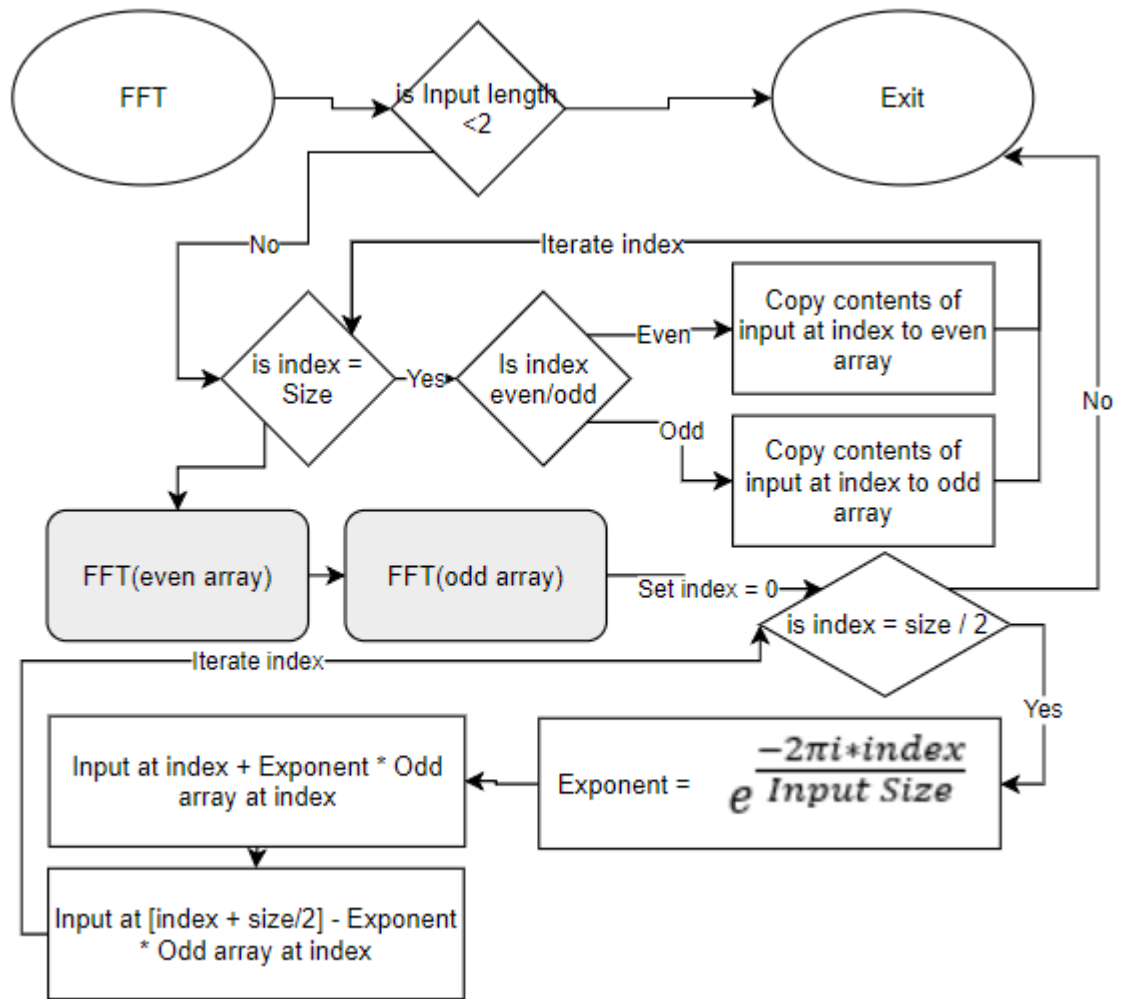 FFT
is Input length
<2
Exit
No
Iterate index
is index =
Size
Yes
Is index
even/odd
Even
Copy contents of
input at index to even
array
Odd
Copy contents of
input at index to odd
array
No
FFT(even array)
FFT(odd array)
Set index = 0
is index = size / 2
Iterate index
Yes
Input at index + Exponent * Odd
array at index
Exponent =
e^{\frac{-2πi*index}{Input Size}}
Input at [index + size/2] - Exponent
* Odd array at index